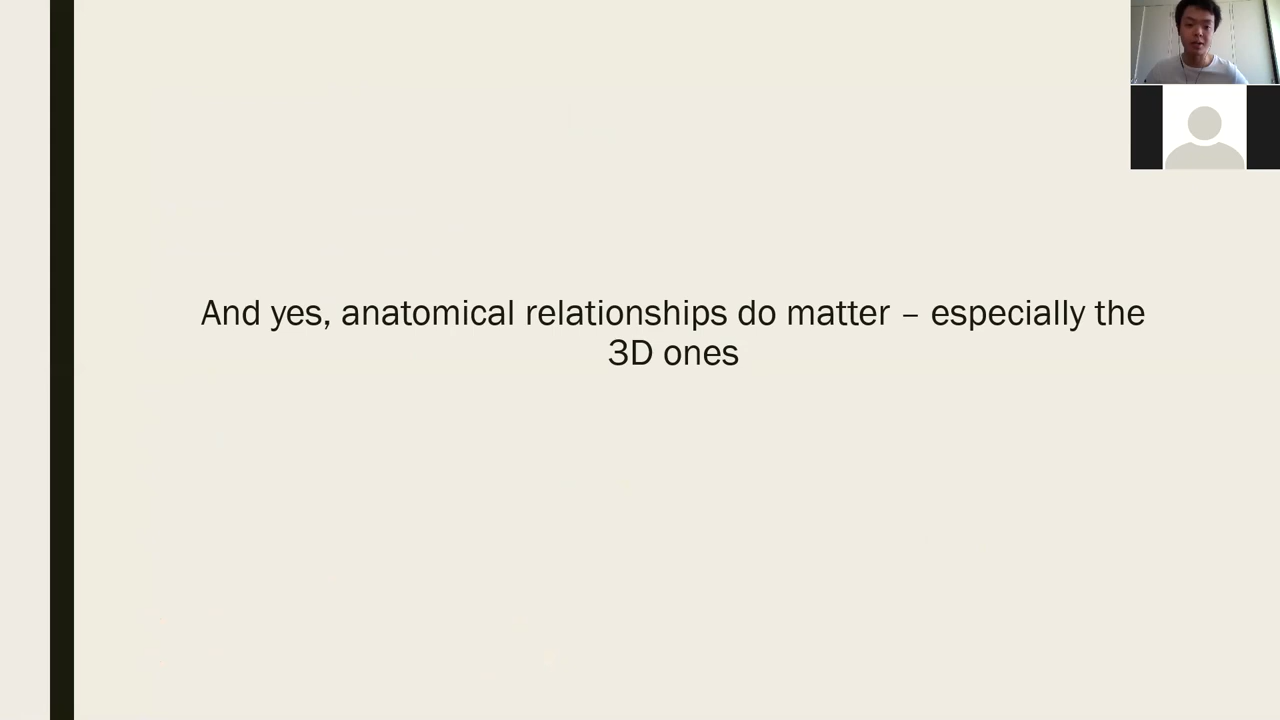 And yes, anatomical relationships do matter – especially the
3D ones